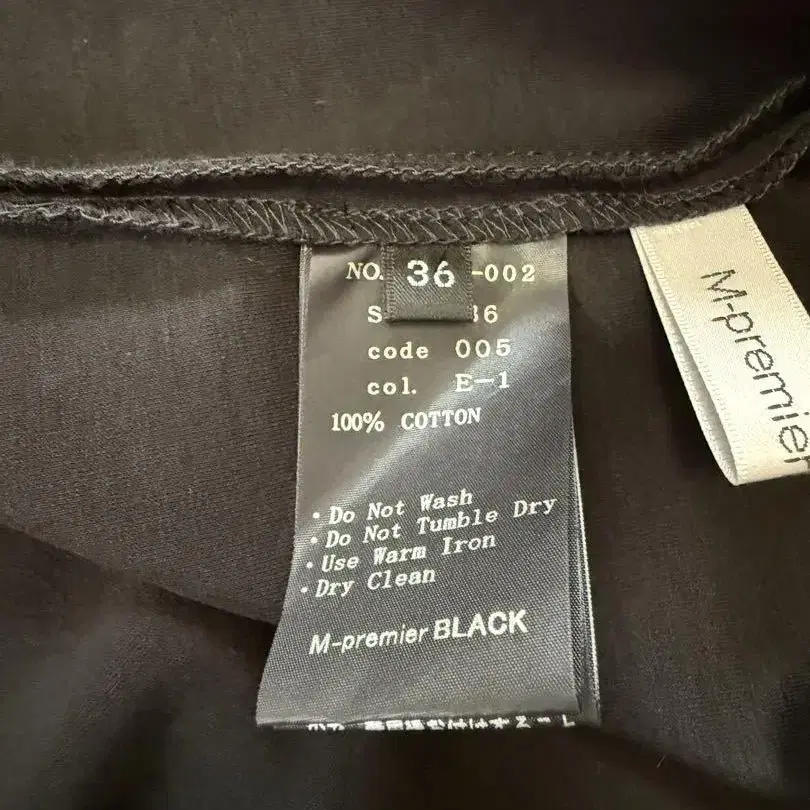 NO. 36 -002
S 36
code 005
col. E-1
100% COTTON
・Do Not Wash
・Do Not Tumble Dry
・Use Warm Iron
・Dry Clean
M-premier BLACK
M-premier